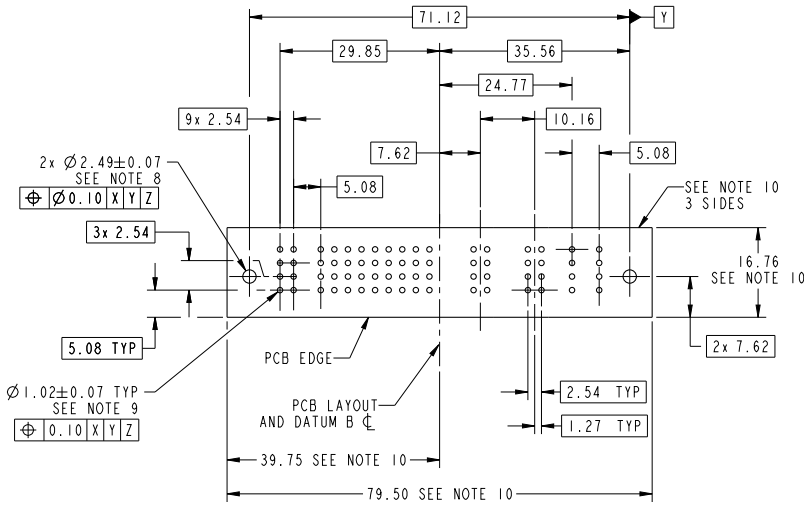 71.12
Y
29.85
35.56
24.77
9x 2.54
10.16
7.62
5.08
2x Ø2.49±0.07
SEE NOTE 8
⌖ Ø0.10 X Y Z
5.08
SEE NOTE 10
3 SIDES
3x 2.54
16.76
SEE NOTE 10
5.08 TYP
PCB EDGE
2x 7.62
Ø1.02±0.07 TYP
SEE NOTE 9
⌖ 0.10 X Y Z
PCB LAYOUT
AND DATUM B ℄
2.54 TYP
1.27 TYP
39.75 SEE NOTE 10
79.50 SEE NOTE 10